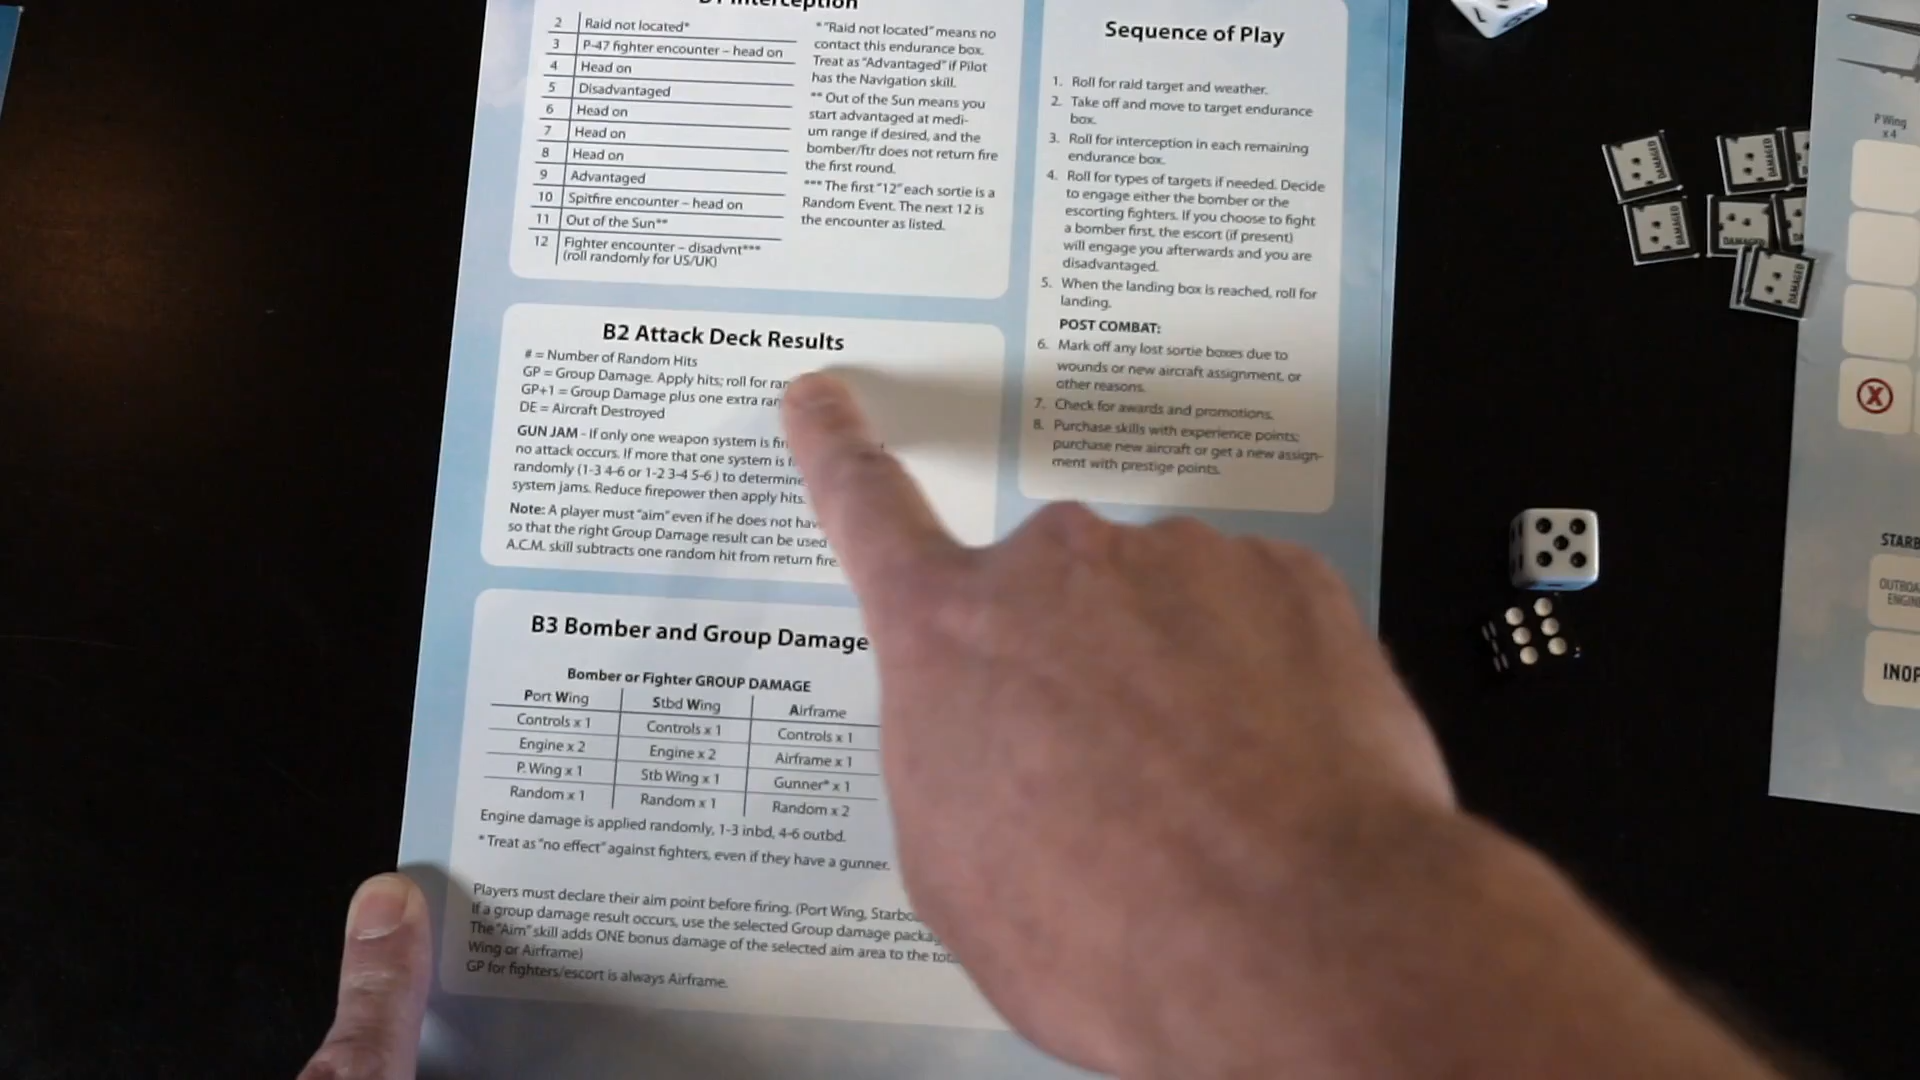 B1 Interception
2 Raid not located*
3 P-47 fighter encounter – head on
4 Head on
5 Disadvantaged
6 Head on
7 Head on
8 Head on
9 Advantaged
10 Spitfire encounter – head on
11 Out of the Sun**
12 Fighter encounter – disadvnt***
(roll randomly for US/UK)
* "Raid not located" means no
contact this endurance box.
Treat as "Advantaged" if Pilot
has the Navigation skill.
** Out of the Sun means you
start advantaged at medi-
um range if desired, and the
bomber/ftr does not return fire
the first round.
*** The first "12" each sortie is a
Random Event. The next 12 is
the encounter as listed.
B2 Attack Deck Results
# = Number of Random Hits
GP = Group Damage. Apply hits; roll for
GP+1 = Group Damage plus one extra
DE = Aircraft Destroyed
GUN JAM - If only one weapon system is
no attack occurs. If more that one system is
randomly (1-3 4-6 or 1-2 3-4 5-6 ) to determine
system jams. Reduce firepower then apply hits.
Note: A player must "aim" even if he does not
so that the right Group Damage result can be used
A.C.M. skill subtracts one random hit from return fire.
B3 Bomber and Group Damage
Bomber or Fighter GROUP DAMAGE
Port Wing Stbd Wing Airframe
Controls x 1 Controls x 1 Controls x 1
Engine x 2 Engine x 2 Airframe x 1
P. Wing x 1 Stb Wing x 1 Gunner* x 1
Random x 1 Random x 1 Random x 2
Engine damage is applied randomly, 1-3 inbd, 4-6 outbd.
* Treat as "no effect" against fighters, even if they have a gunner.
Players must declare their aim point before firing. (Port Wing,
If a group damage result occurs, use the selected Group damage
The "Aim" skill adds ONE bonus damage of the selected aim area to the
Wing or Airframe)
GP for fighters/escort is always Airframe.
Sequence of Play
1. Roll for raid target and weather.
2. Take off and move to target endurance
box.
3. Roll for interception in each remaining
endurance box.
4. Roll for types of targets if needed. Decide
to engage either the bomber or the
escorting fighters. If you choose to fight
a bomber first, the escort (if present)
will engage you afterwards and you are
disadvantaged.
5. When the landing box is reached, roll for
landing.
POST COMBAT:
6. Mark off any lost sortie boxes due to
wounds or new aircraft assignment, or
other reasons.
7. Check for awards and promotions.
8. Purchase skills with experience points;
purchase new aircraft or get a new assign-
ment with prestige points.
DAMAGED
DAMAGED
DAMAGED
DAMAGED
DAMAGED
P Wing
x 4
X